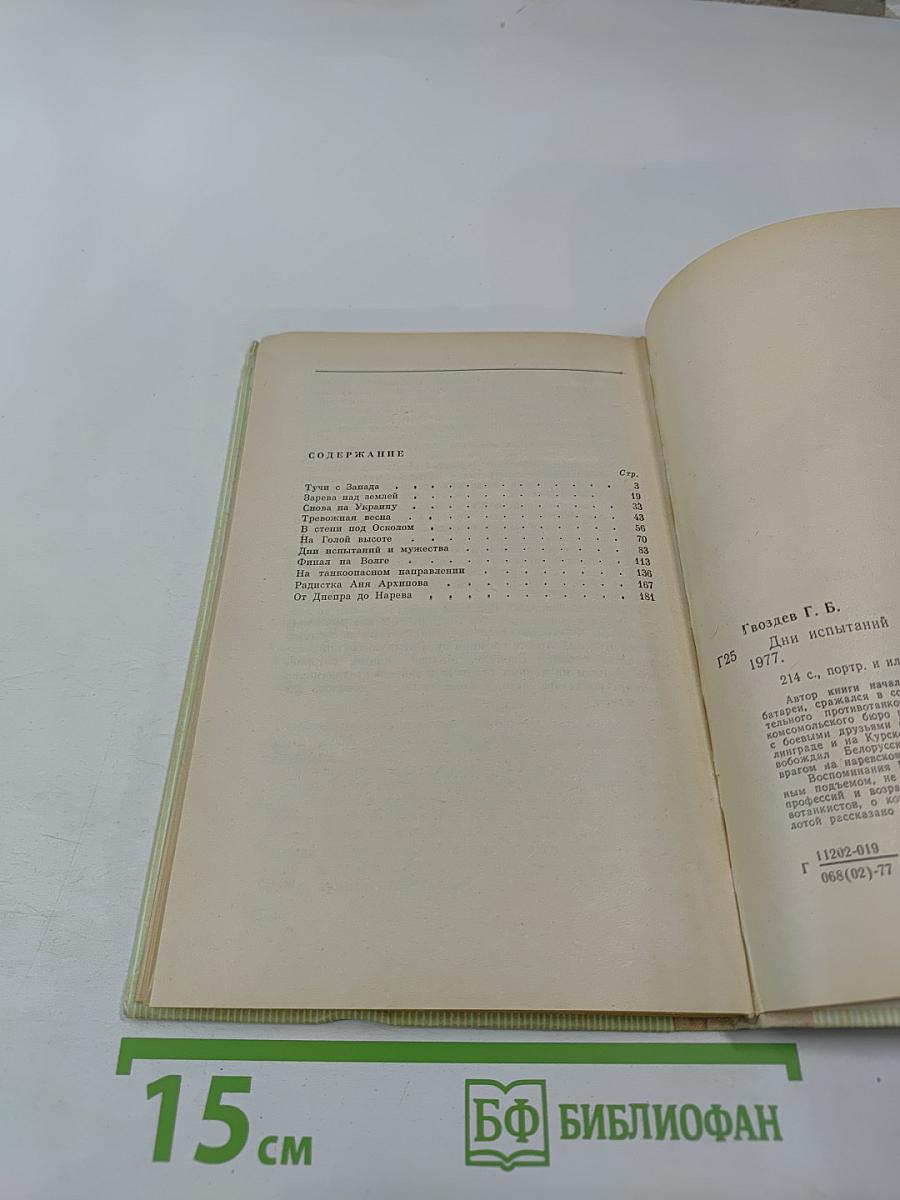 СОДЕРЖАНИЕ
Стр.
Тучи с Запада . . . . . . . . . . . . 3
Зарева над землей . . . . . . . . . . . 19
Снова на Украину . . . . . . . . . . . 33
Тревожная весна . . . . . . . . . . . 43
В степи под Осколом . . . . . . . . . . 56
На Голой высоте . . . . . . . . . . . 70
Дни испытаний и мужества . . . . . . . . . 83
Финал на Волге . . . . . . . . . . . 113
На танкоопасном направлении . . . . . . . . 136
Радистка Аня Архипова . . . . . . . . . . 167
От Днепра до Нарева . . . . . . . . . . . 181
Гвоздев Г. Б.
Г25 Дни испытаний
1977.
214 с., портр. и ил
Автор книги начал
батареи, сражался в со
тельного противотанко
комсомольского бюро п
с боевыми друзьями
линграде и на Курско
вобождал Белорусси
врагом на наревском
Воспоминания
ным подъемом, не
профессий и возра
вотанкистов, о ко
лотой рассказано
Г 11202-019
068(02)-77
15 см
БФ БИБЛИОФАН